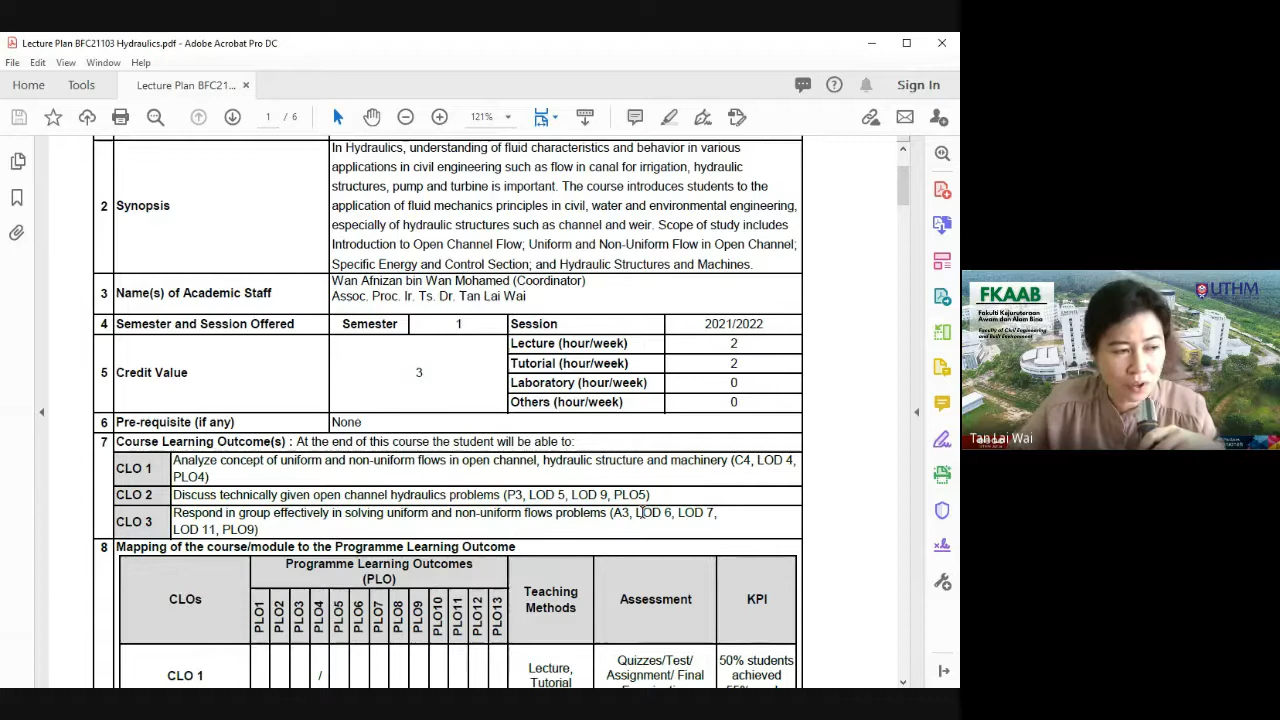 Lecture Plan BFC21103 Hydraulics.pdf - Adobe Acrobat Pro DC
File Edit View Window Help
Home Tools Lecture Plan BFC21... × Sign In
1 / 6 121%
2 Synopsis
In Hydraulics, understanding of fluid characteristics and behavior in various
applications in civil engineering such as flow in canal for irrigation, hydraulic
structures, pump and turbine is important. The course introduces students to the
application of fluid mechanics principles in civil, water and environmental engineering,
especially of hydraulic structures such as channel and weir. Scope of study includes
Introduction to Open Channel Flow; Uniform and Non-Uniform Flow in Open Channel;
Specific Energy and Control Section; and Hydraulic Structures and Machines.
3 Name(s) of Academic Staff
Wan Afnizan bin Wan Mohamed (Coordinator)
Assoc. Proc. Ir. Ts. Dr. Tan Lai Wai
4 Semester and Session Offered Semester 1 Session 2021/2022
5 Credit Value 3
Lecture (hour/week) 2
Tutorial (hour/week) 2
Laboratory (hour/week) 0
Others (hour/week) 0
6 Pre-requisite (if any) None
7 Course Learning Outcome(s) : At the end of this course the student will be able to:
CLO 1 Analyze concept of uniform and non-uniform flows in open channel, hydraulic structure and machinery (C4, LOD 4,
PLO4)
CLO 2 Discuss technically given open channel hydraulics problems (P3, LOD 5, LOD 9, PLO5)
CLO 3 Respond in group effectively in solving uniform and non-uniform flows problems (A3, LOD 6, LOD 7,
LOD 11, PLO9)
8 Mapping of the course/module to the Programme Learning Outcome
CLOs
Programme Learning Outcomes
(PLO)
PLO1 PLO2 PLO3 PLO4 PLO5 PLO6 PLO7 PLO8 PLO9 PLO10 PLO11 PLO12 PLO13
Teaching
Methods
Assessment
KPI
CLO 1
/
Lecture,
Tutorial
Quizzes/Test/
Assignment/ Final
50% students
achieved
FKAAB
Fakulti Kejuruteraan
Awam dan Alam Bina
Faculty of Civil Engineering
and Built Environment
UTHM
Tan Lai Wai